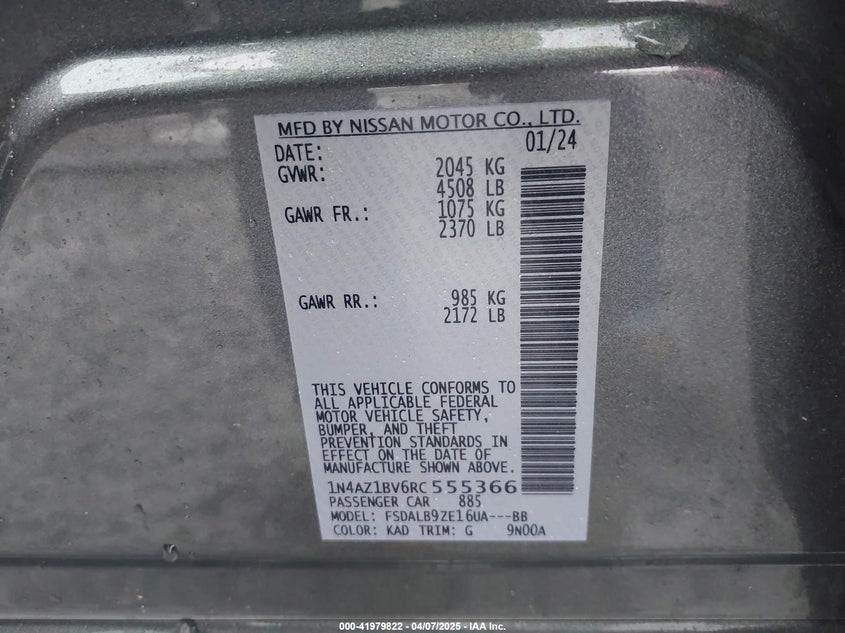 MFD BY NISSAN MOTOR CO., LTD.
DATE: 01/24
GVWR: 2045 KG
4508 LB
GAWR FR.: 1075 KG
2370 LB
GAWR RR.: 985 KG
2172 LB
THIS VEHICLE CONFORMS TO
ALL APPLICABLE FEDERAL
MOTOR VEHICLE SAFETY,
BUMPER, AND THEFT
PREVENTION STANDARDS IN
EFFECT ON THE DATE OF
MANUFACTURE SHOWN ABOVE.
1N4AZ1BV6RC555366
PASSENGER CAR 885
MODEL: FSDALB9ZE16UA---BB
COLOR: KAD TRIM: G 9N00A
000-41979822 - 04/07/2025 - IAA Inc.